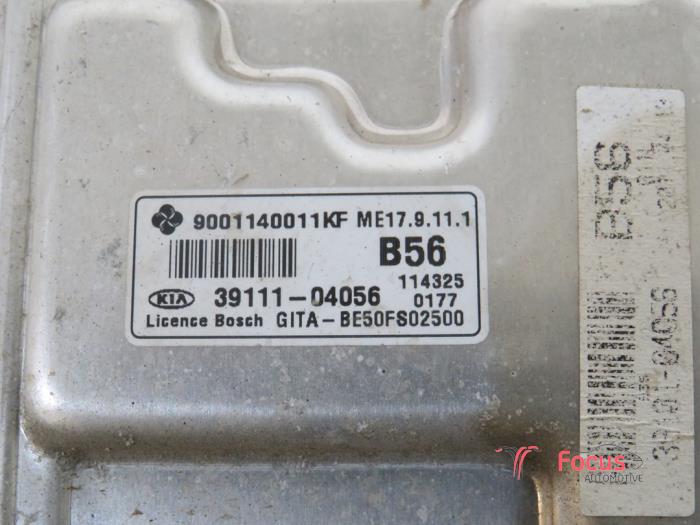 9001140011KF ME17.9.11.1
B56
114325
KIA 39111-04056 0177
Licence Bosch GITA-BE50FS02500
B56
Focus
AUTOMOTIVE